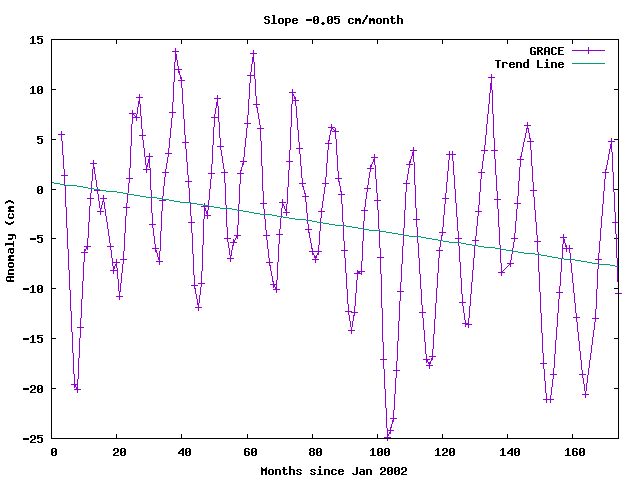 Slope -0.05 cm/month
GRACE
Trend Line
15
10
5
0
-5
-10
-15
-20
-25
Anomaly (cm)
0 20 40 60 80 100 120 140 160
Months since Jan 2002